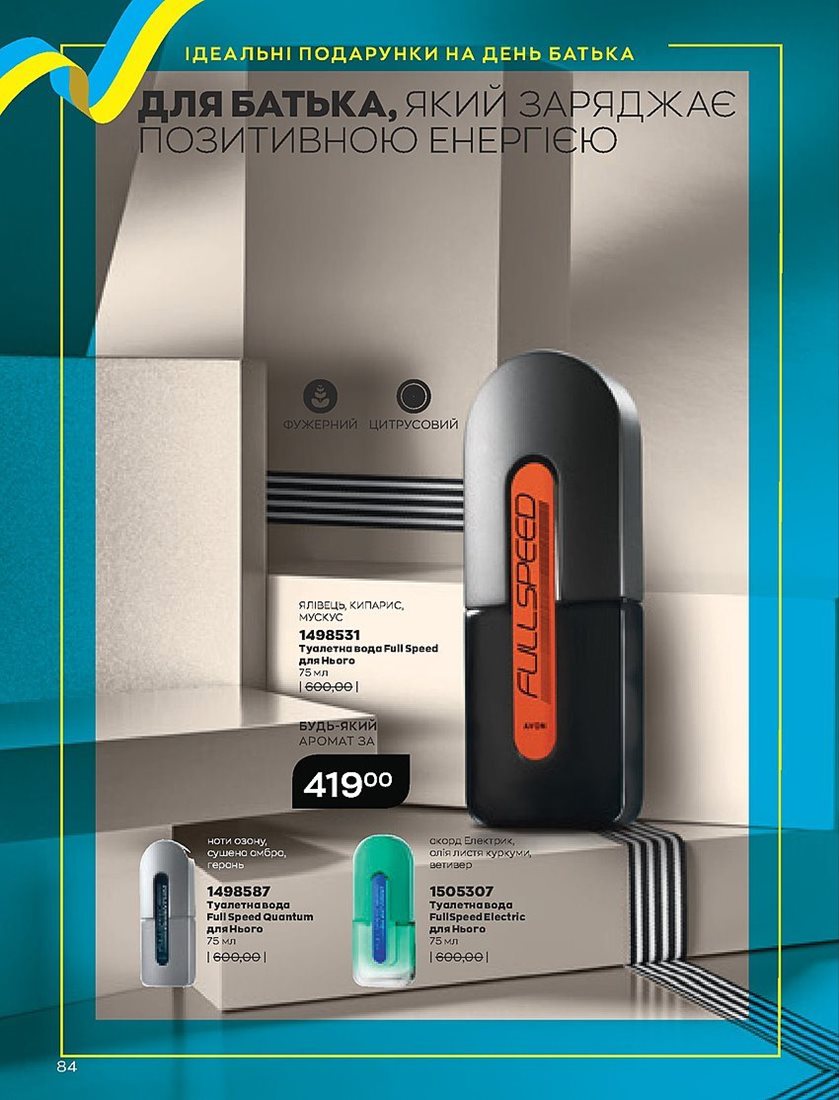 ІДЕАЛЬНІ ПОДАРУНКИ НА ДЕНЬ БАТЬКА
ДЛЯ БАТЬКА, ЯКИЙ ЗАРЯДЖАЄ
ПОЗИТИВНОЮ ЕНЕРГІЄЮ
ФУЖЕРНИЙ ЦИТРУСОВИЙ
FULLSPEED
AVON
ЯЛІВЕЦЬ, КИПАРИС,
МУСКУС
1498531
Туалетна вода Full Speed
для Нього
75 мл
| 600,00 |
БУДЬ-ЯКИЙ
АРОМАТ ЗА
41900
ноти озону,
сушена амбра,
герань
1498587
Туалетна вода
Full Speed Quantum
для Нього
75 мл
| 600,00 |
акорд Електрик,
олія листя куркуми,
ветивер
1505307
Туалетна вода
FullSpeed Electric
для Нього
75 мл
| 600,00 |
84